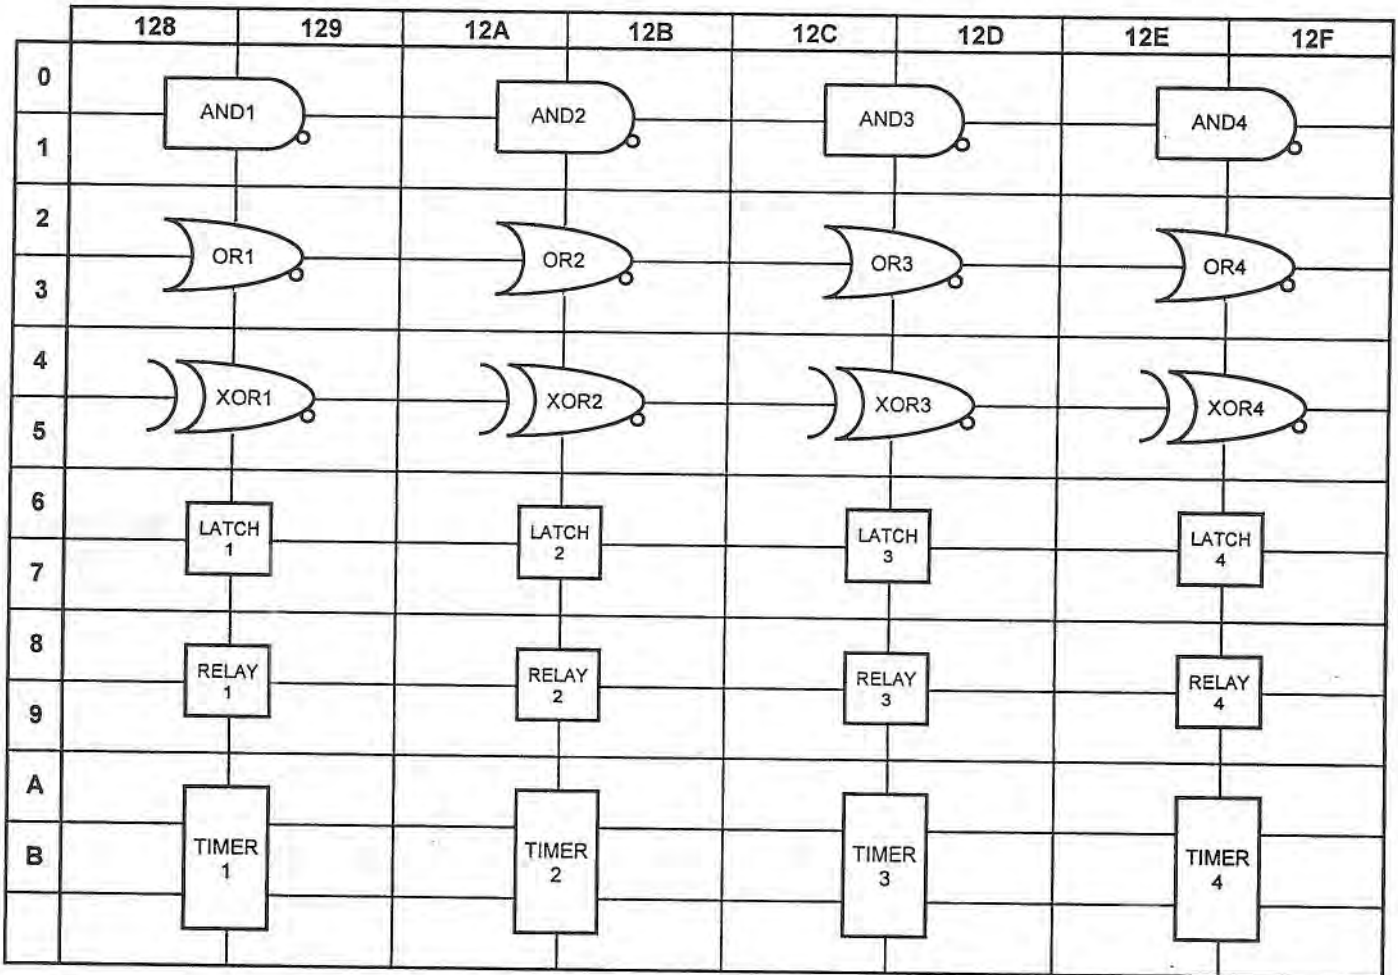 128 129 12A 12B 12C 12D 12E 12F
0
AND1 AND2 AND3 AND4
1
2
OR1 OR2 OR3 OR4
3
4
XOR1 XOR2 XOR3 XOR4
5
6
LATCH LATCH LATCH LATCH
1 2 3 4
7
8
RELAY RELAY RELAY RELAY
1 2 3 4
9
A
B
TIMER TIMER TIMER TIMER
1 2 3 4